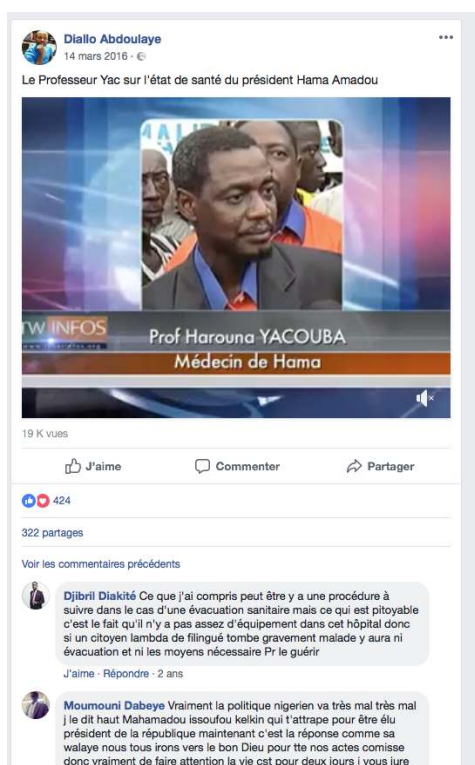 Diallo Abdoulaye
14 mars 2016
Le Professeur Yac sur l'état de santé du président Hama Amadou
TW INFOS
Prof Harouna YACOUBA
Médecin de Hama
19 K vues
J'aime Commenter Partager
424
322 partages
Voir les commentaires précédents
Djibril Diakité Ce que j'ai compris peut être y a une procédure à
suivre dans le cas d'une évacuation sanitaire mais ce qui est pitoyable
c'est le fait qu'il n'y a pas assez d'équipement dans cet hôpital donc
si un citoyen lambda de filingué tombe gravement malade y aura ni
évacuation et ni les moyens nécessaire Pr le guérir
J'aime · Répondre · 2 ans
Moumouni Dabeye Vraiment la politique nigerien va très mal très mal
j le dit haut Mahamadou issoufou kelkin qui t'attrape pour être élu
président de la république maintenant c'est la réponse comme sa
walaye nous tous irons vers le bon Dieu pour tte nos actes comisse
donc vraiment de faire attention la vie cst pour deux jours j vous jure